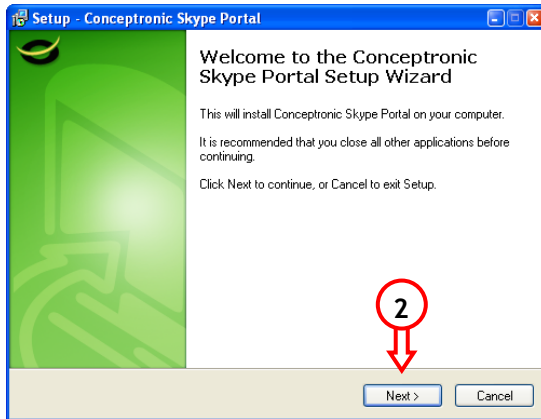 Setup - Conceptronic Skype Portal
Welcome to the Conceptronic
Skype Portal Setup Wizard
This will install Conceptronic Skype Portal on your computer.
It is recommended that you close all other applications before
continuing.
Click Next to continue, or Cancel to exit Setup.
2
Next >
Cancel